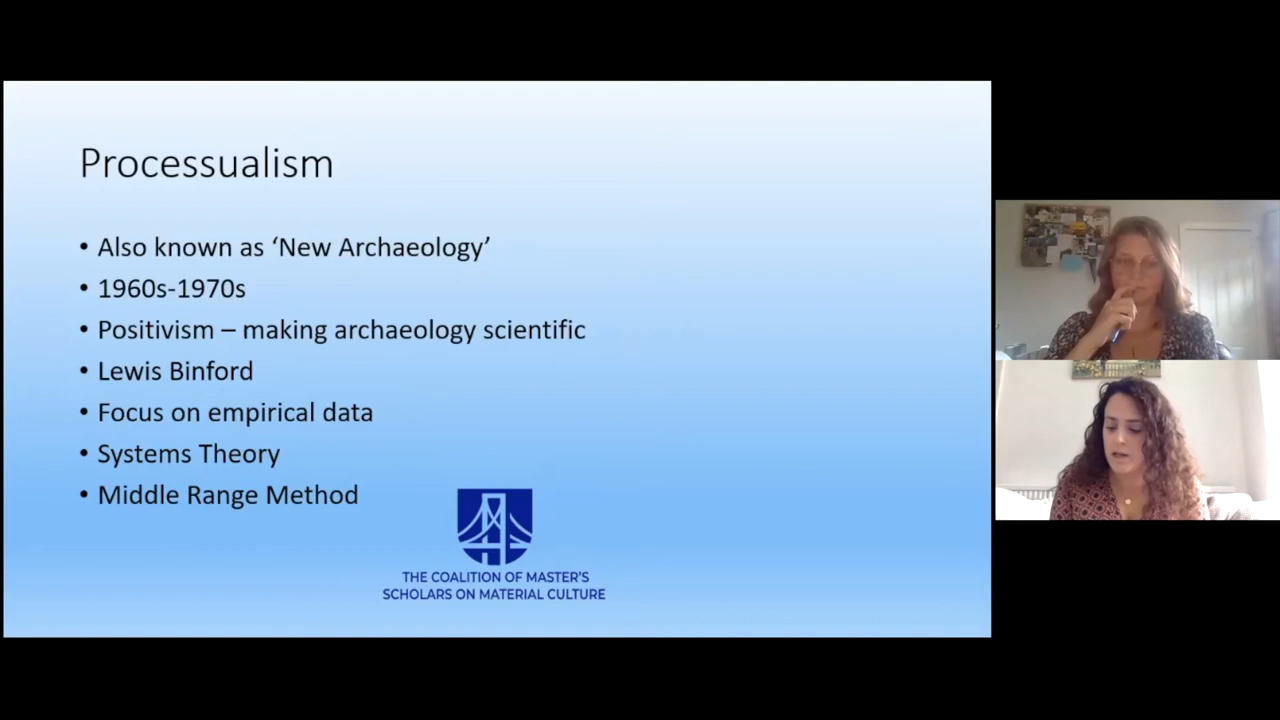 Processualism
• Also known as ‘New Archaeology’
• 1960s-1970s
• Positivism – making archaeology scientific
• Lewis Binford
• Focus on empirical data
• Systems Theory
• Middle Range Method
THE COALITION OF MASTER'S
SCHOLARS ON MATERIAL CULTURE